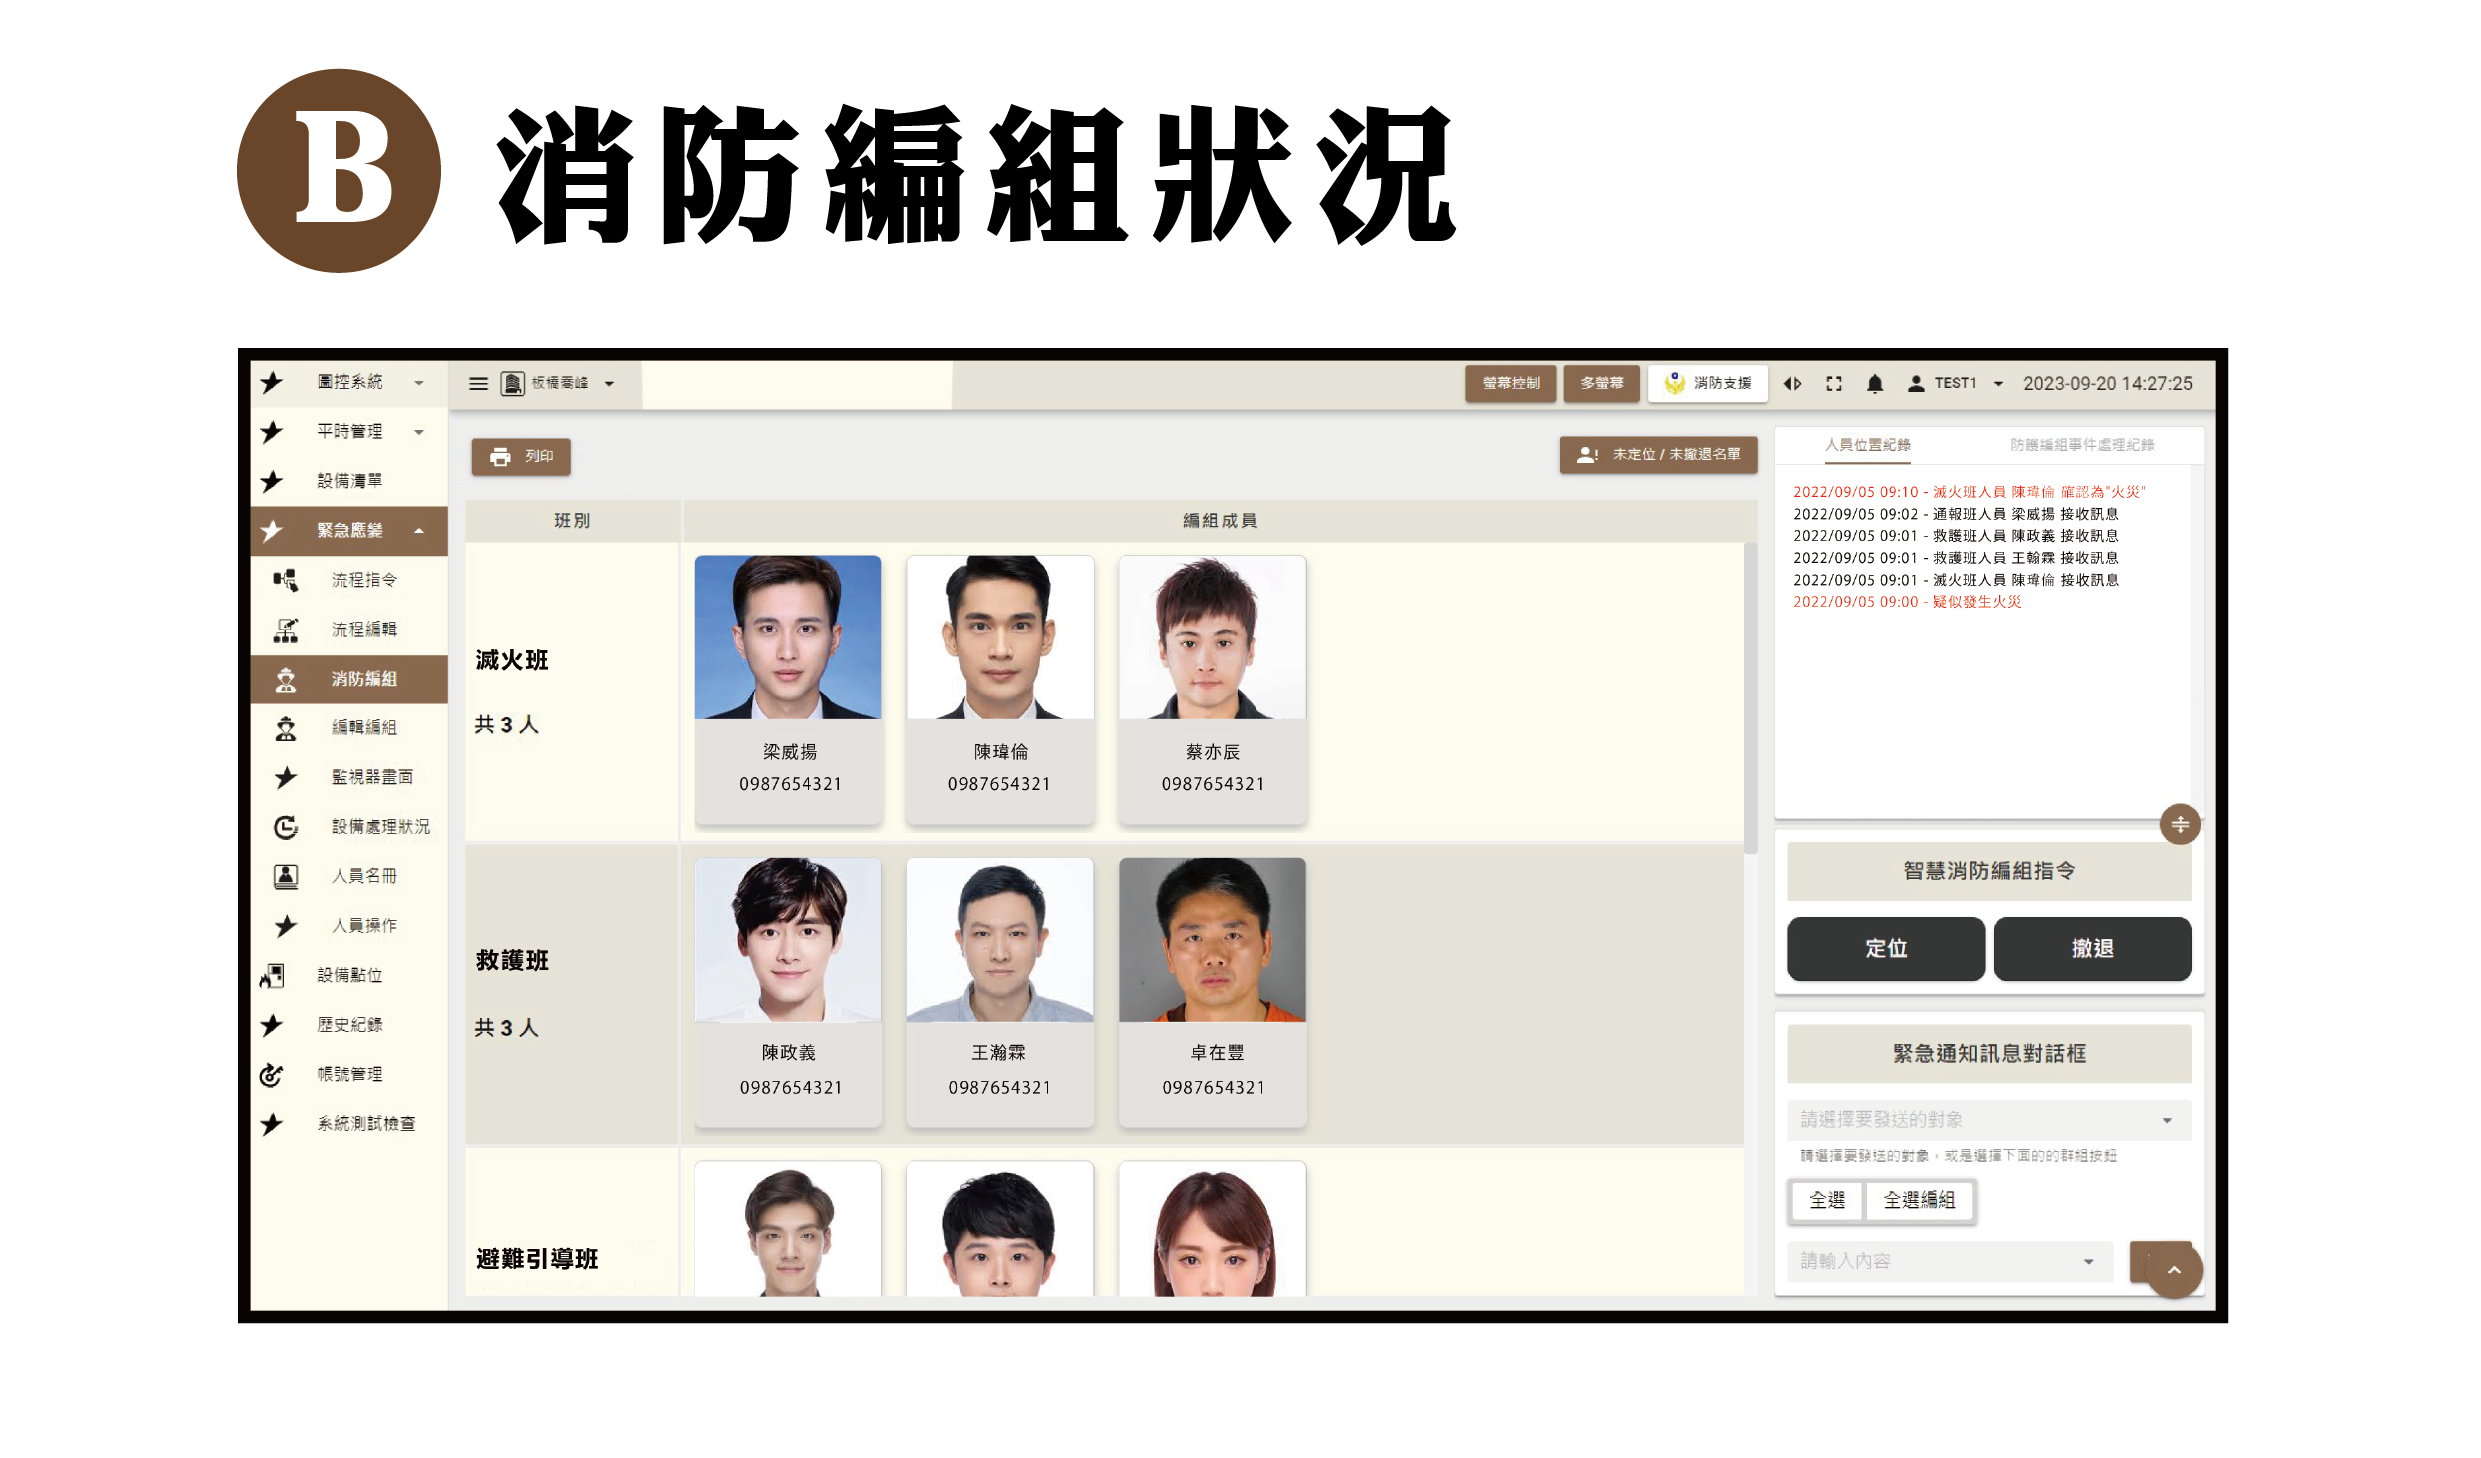 B 消防編組狀況
圖控系統
平時管理
設備清單
緊急應變
流程指令
流程編輯
消防編組
編輯編組
監視器畫面
設備處理狀況
人員名冊
人員操作
設備點位
歷史紀錄
帳號管理
系統測試檢查
板橋喬峰
螢幕控制
多螢幕
消防支援
TEST1
2023-09-20 14:27:25
列印
未定位 / 未撤退名單
班別
編組成員
滅火班
共 3 人
梁威揚
0987654321
陳瑋倫
0987654321
蔡亦辰
0987654321
救護班
共 3 人
陳政義
0987654321
王瀚霖
0987654321
卓在豐
0987654321
避難引導班
人員位置紀錄
防護編組事件處理紀錄
2022/09/05 09:10 - 滅火班人員 陳瑋倫 確認為"火災"
2022/09/05 09:02 - 通報班人員 梁威揚 接收訊息
2022/09/05 09:01 - 救護班人員 陳政義 接收訊息
2022/09/05 09:01 - 救護班人員 王翰霖 接收訊息
2022/09/05 09:01 - 滅火班人員 陳瑋倫 接收訊息
2022/09/05 09:00 - 疑似發生火災
智慧消防編組指令
定位
撤退
緊急通知訊息對話框
請選擇要發送的對象
請選擇要發送的對象，或是選擇下面的的群組按鈕
全選
全選編組
請輸入內容